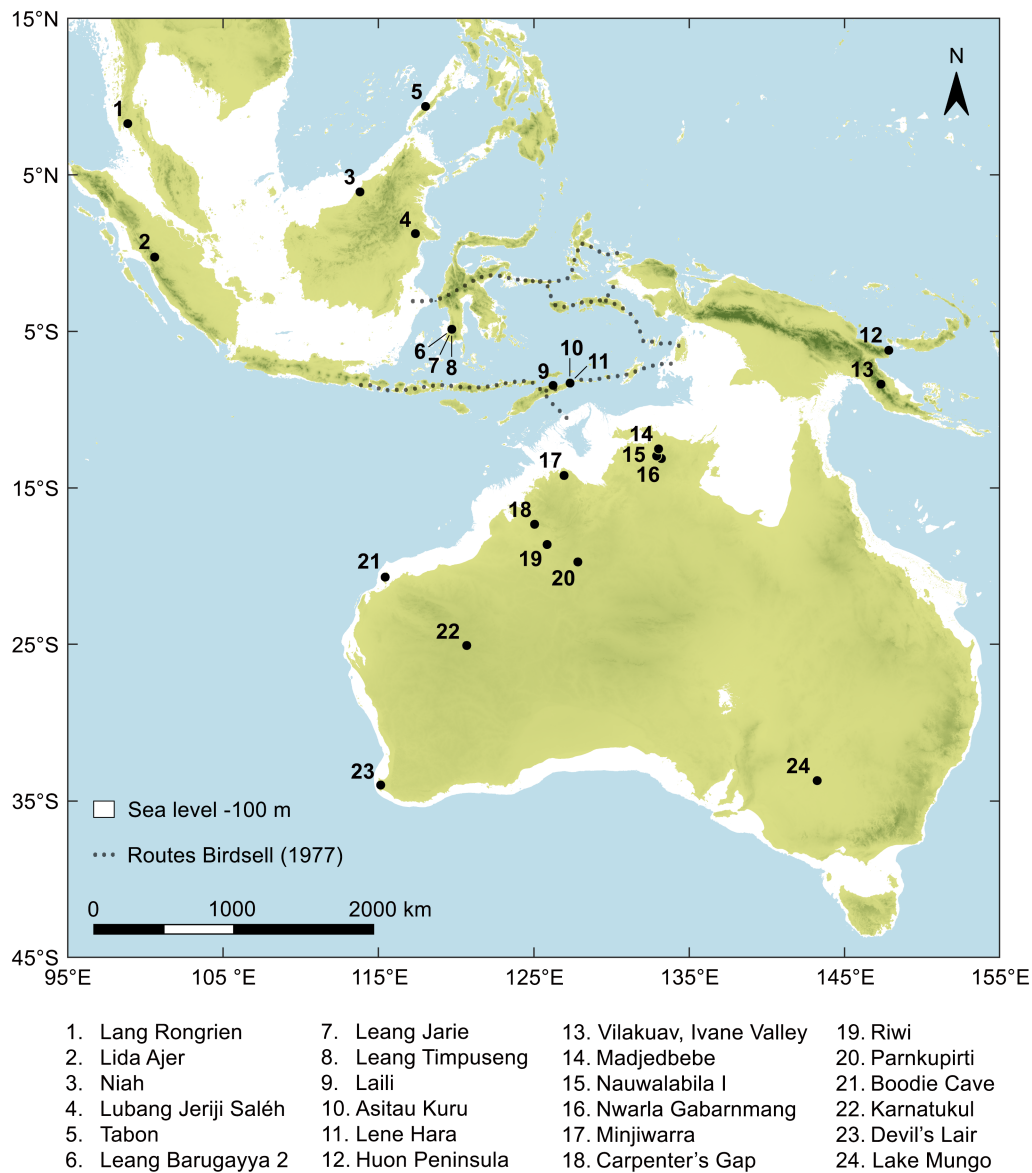 15°N
N
5
1
5°N
3
4
2
5°S
12
6
7
8
10
11
9
13
14
15
16
17
15°S
18
19
20
21
22
25°S
24
23
35°S
Sea level -100 m
Routes Birdsell (1977)
0 1000 2000 km
45°S
95°E 105°E 115°E 125°E 135°E 145°E 155°E
1. Lang Rongrien
2. Lida Ajer
3. Niah
4. Lubang Jeriji Saléh
5. Tabon
6. Leang Barugayya 2
7. Leang Jarie
8. Leang Timpuseng
9. Laili
10. Asitau Kuru
11. Lene Hara
12. Huon Peninsula
13. Vilakuav, Ivane Valley
14. Madjedbebe
15. Nauwalabila I
16. Nwarla Gabarnmang
17. Minjiwarra
18. Carpenter's Gap
19. Riwi
20. Parnkupirti
21. Boodie Cave
22. Karnatukul
23. Devil's Lair
24. Lake Mungo